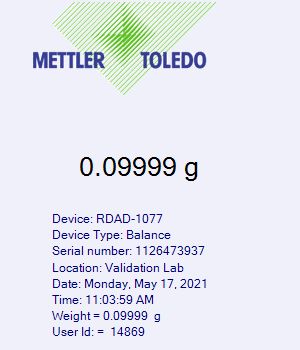 METTLER TOLEDO
0.09999 g
Device: RDAD-1077
Device Type: Balance
Serial number: 1126473937
Location: Validation Lab
Date: Monday, May 17, 2021
Time: 11:03:59 AM
Weight = 0.09999  g
User Id: =  14869